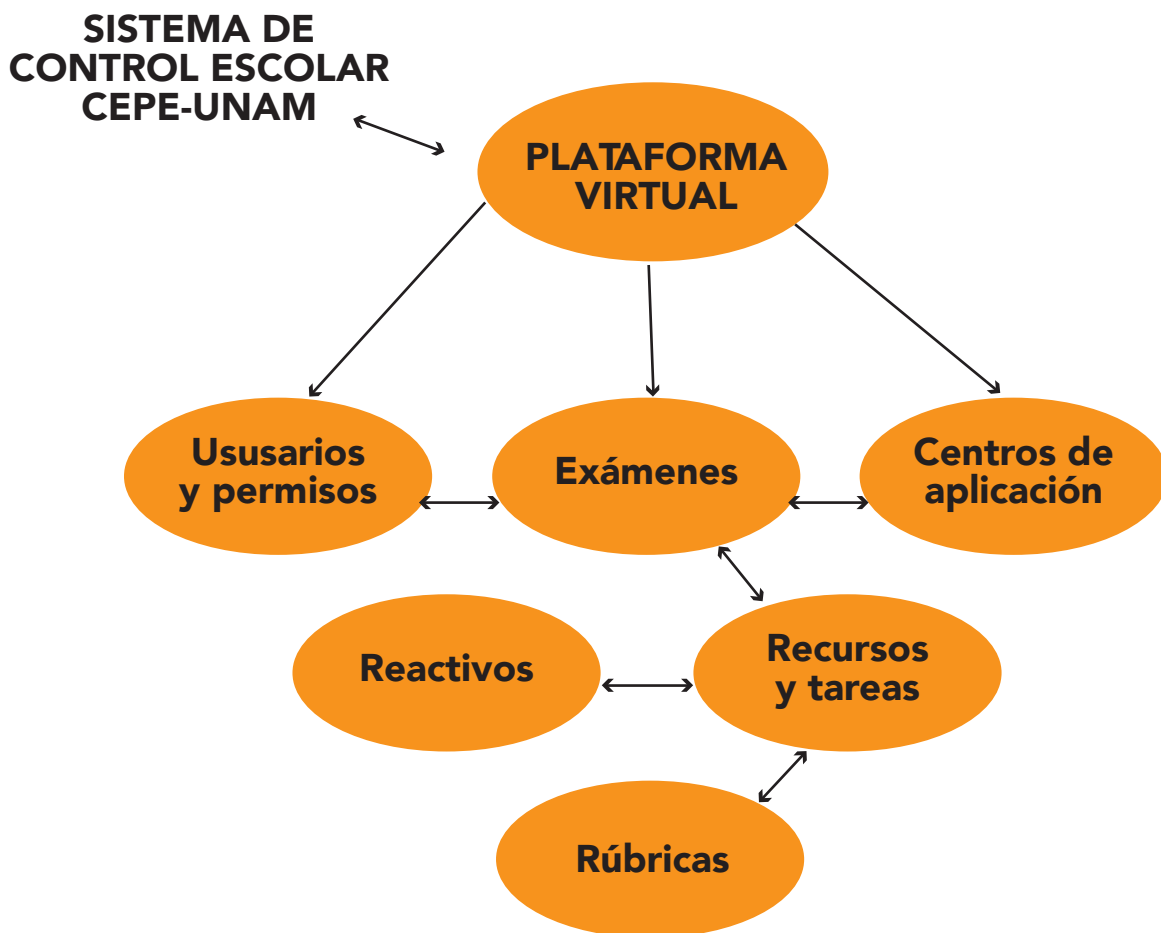 SISTEMA DE
CONTROL ESCOLAR
CEPE-UNAM
PLATAFORMA
VIRTUAL
Ususarios
y permisos
Exámenes
Centros de
aplicación
Reactivos
Recursos
y tareas
Rúbricas